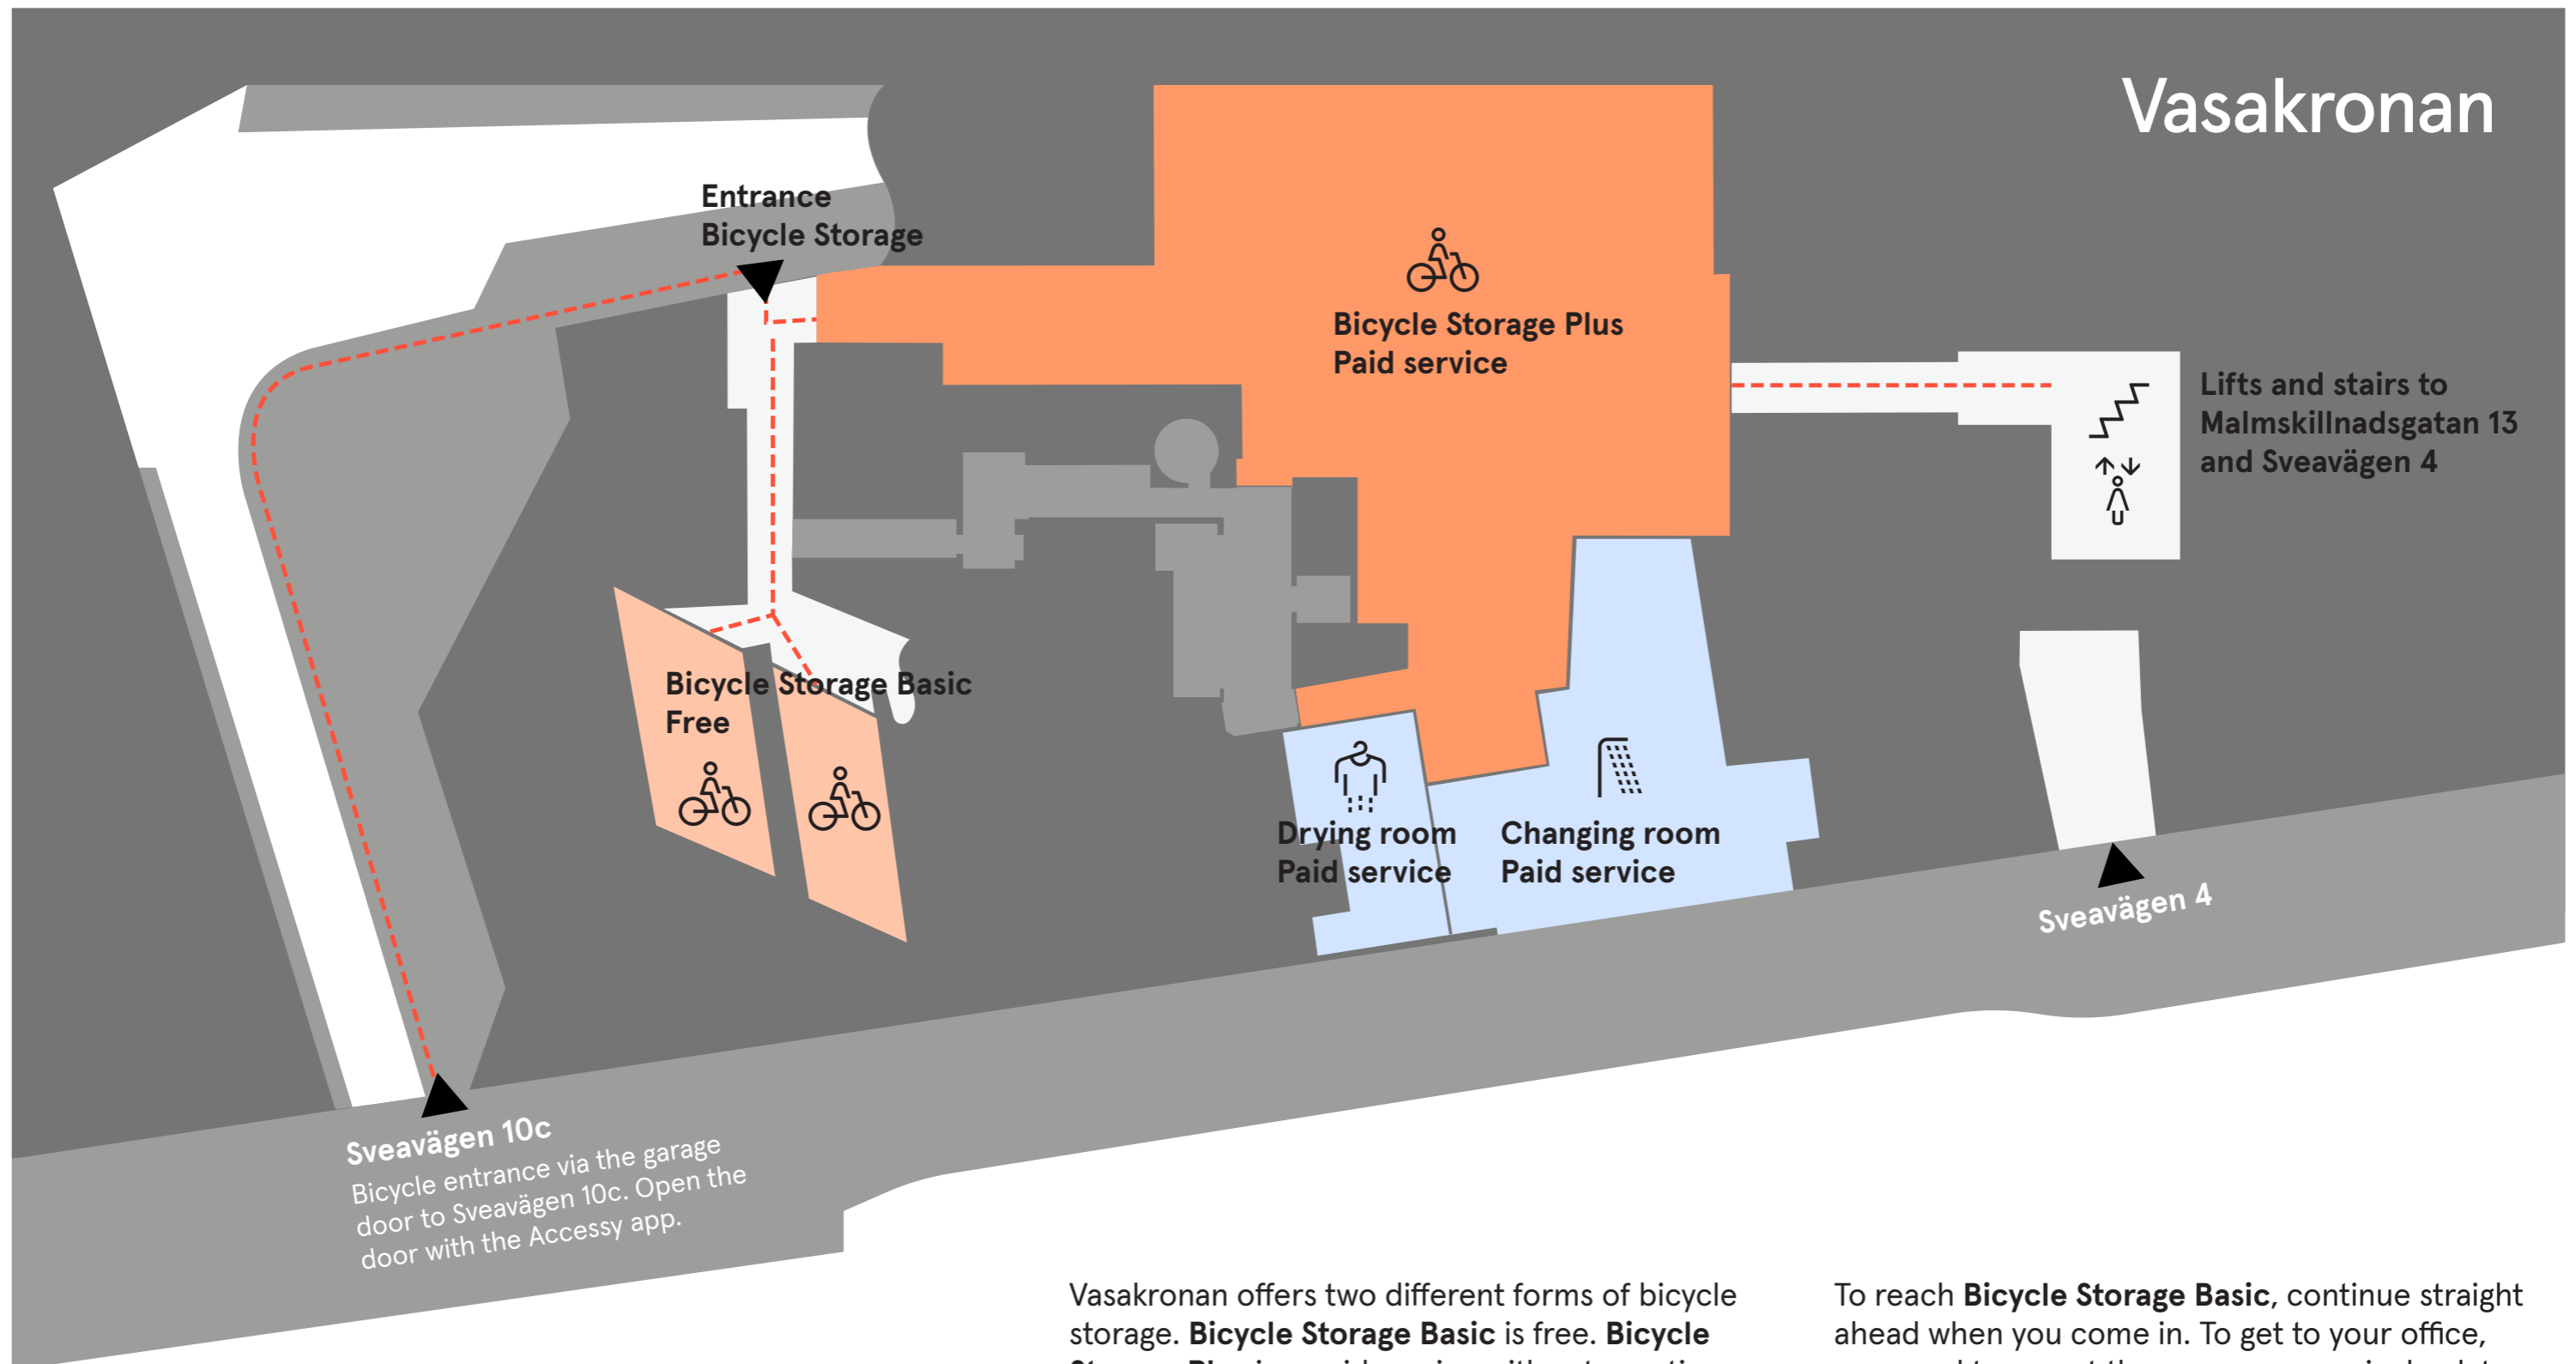 Vasakronan
Entrance
Bicycle Storage
Bicycle Storage Plus
Paid service
Lifts and stairs to
Malmskillnadsgatan 13
and Sveavägen 4
Bicycle Storage Basic
Free
Drying room
Paid service
Changing room
Paid service
Sveavägen 4
Sveavägen 10c
Bicycle entrance via the garage
door to Sveavägen 10c. Open the
door with the Accessy app.
Vasakronan offers two different forms of bicycle
storage. Bicycle Storage Basic is free. Bicycle
To reach Bicycle Storage Basic, continue straight
ahead when you come in. To get to your office,